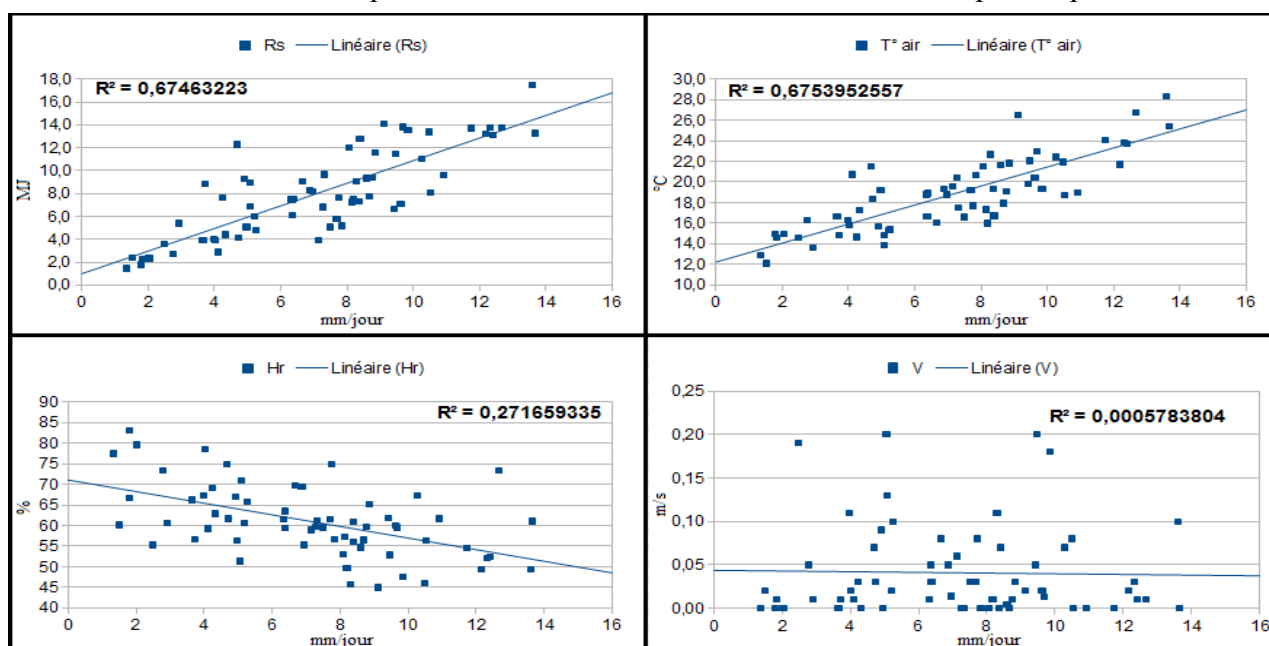 Rs Linéaire (Rs)
R² = 0,67463223
18,0
16,0
14,0
12,0
10,0
8,0
6,0
4,0
2,0
0,0
MJ
0 2 4 6 8 10 12 14 16
mm/jour
T° air Linéaire (T° air)
R² = 0,6753952557
30,0
28,0
26,0
24,0
22,0
20,0
18,0
16,0
14,0
12,0
10,0
°C
0 2 4 6 8 10 12 14 16
mm/jour
Hr Linéaire (Hr)
R² = 0,271659335
90
85
80
75
70
65
60
55
50
45
40
%
0 2 4 6 8 10 12 14 16
mm/jour
V Linéaire (V)
R² = 0,0005783804
0,25
0,20
0,15
0,10
0,05
0,00
m/s
0 2 4 6 8 10 12 14 16
mm/jour